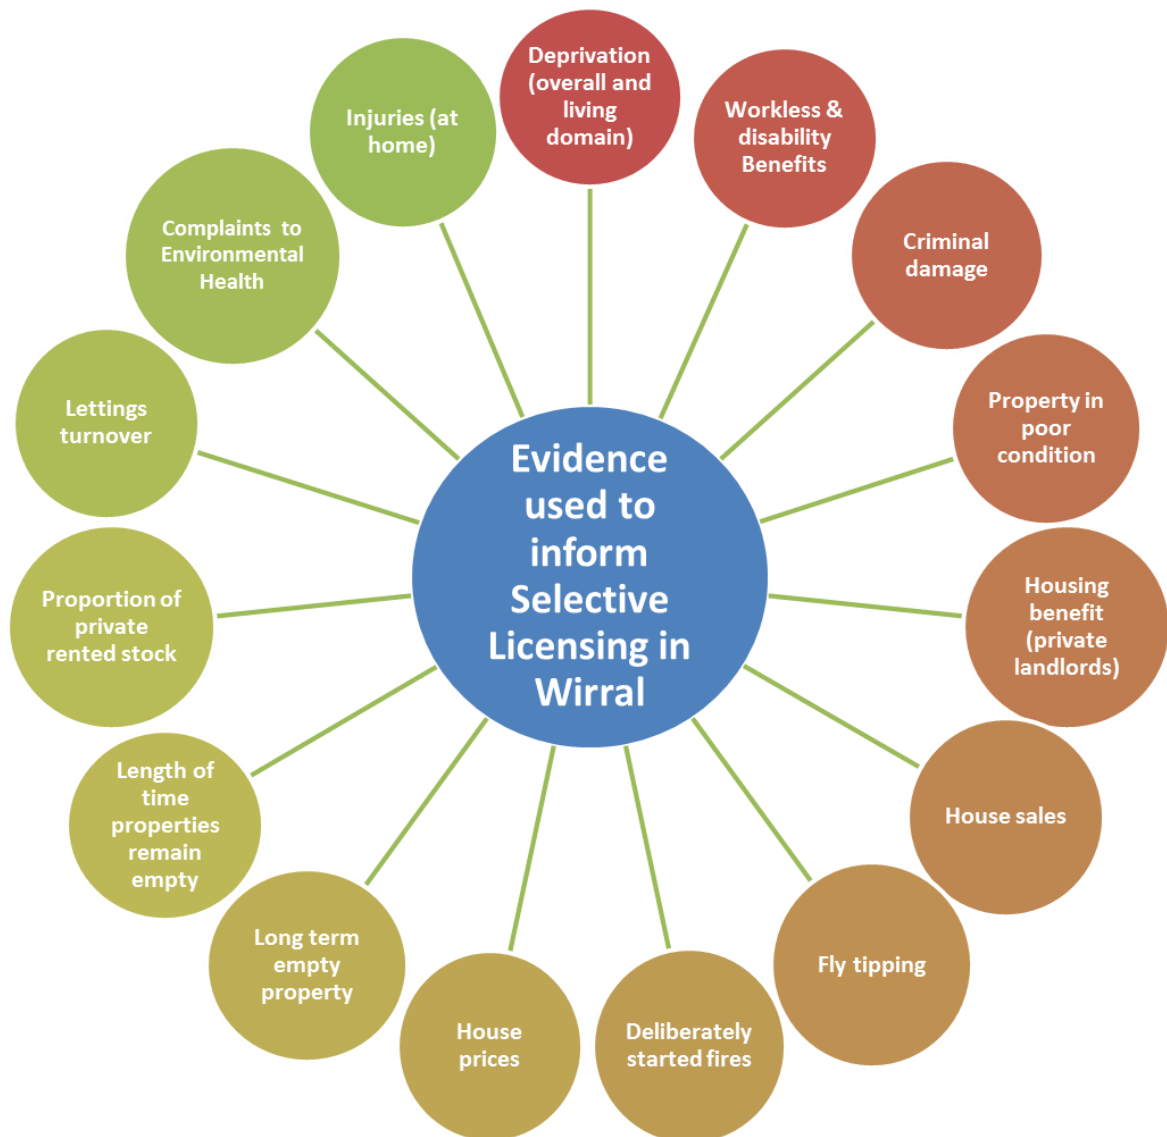 Deprivation
(overall and
living
domain)
Workless &
disability
Benefits
Criminal
damage
Property in
poor
condition
Housing
benefit
(private
landlords)
House sales
Fly tipping
Deliberately
started fires
House
prices
Long term
empty
property
Length of
time
properties
remain
empty
Proportion of
private
rented stock
Lettings
turnover
Complaints to
Environmental
Health
Injuries (at
home)
Evidence
used to
inform
Selective
Licensing in
Wirral